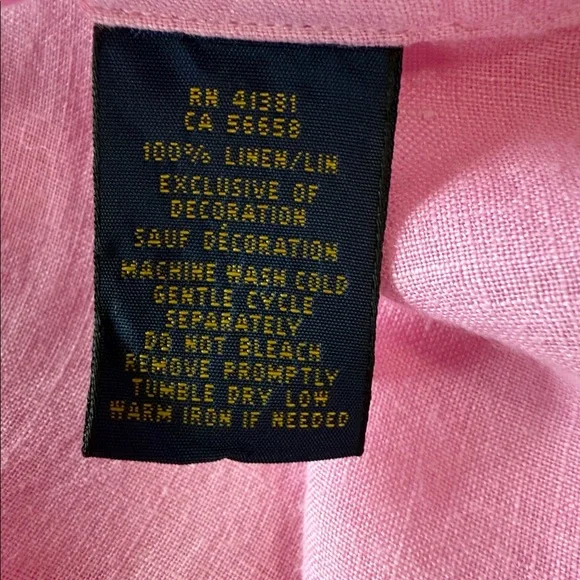 RN 41381
CA 56658
100% LINEN/LIN
EXCLUSIVE OF
DECORATION
SAUF DÉCORATION
MACHINE WASH COLD
GENTLE CYCLE
SEPARATELY
DO NOT BLEACH
REMOVE PROMPTLY
TUMBLE DRY LOW
WARM IRON IF NEEDED